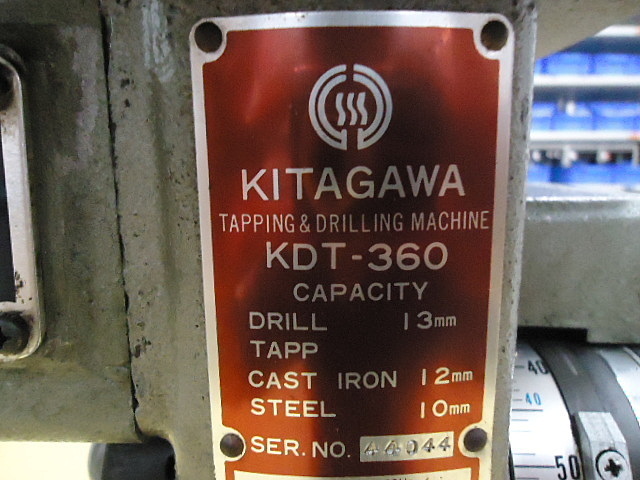 KITAGAWA
TAPPING & DRILLING MACHINE
KDT-360
CAPACITY
DRILL 13mm
TAPP
CAST IRON 12mm
STEEL 10mm
SER. NO. 44044
40
40
50